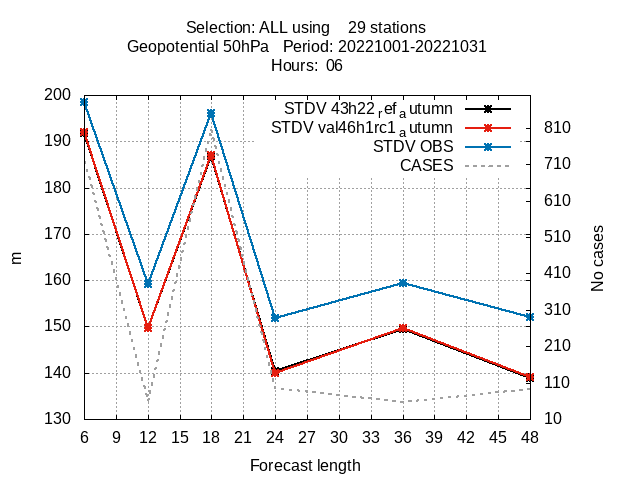 Selection: ALL using    29 stations
Geopotential 50hPa   Period: 20221001-20221031
Hours:  06
STDV 43h22_ref_autumn
STDV val46h1rc1_autumn
STDV OBS
CASES
200
190
180
170
160
150
140
130
m
810
710
610
510
410
310
210
110
10
No cases
6 9 12 15 18 21 24 27 30 33 36 39 42 45 48
Forecast length